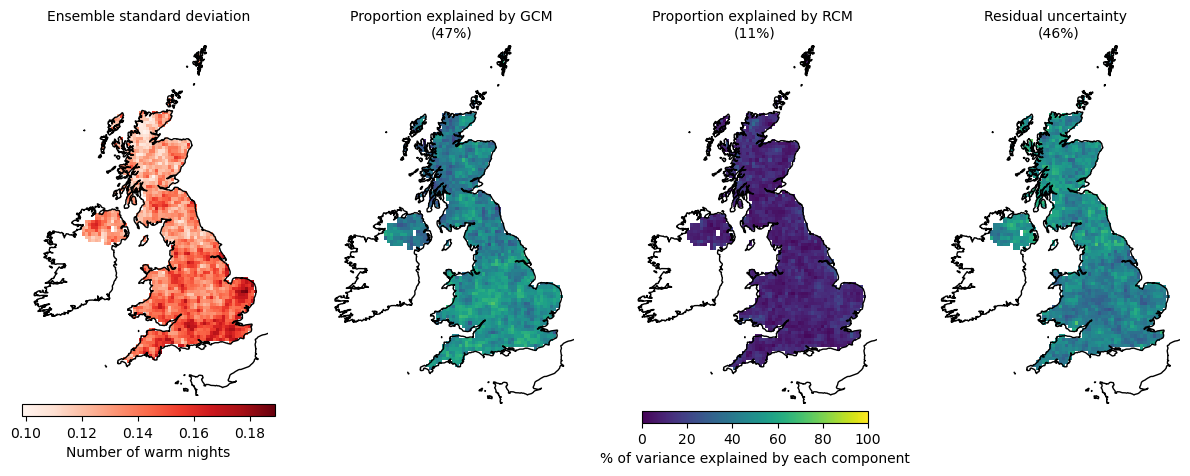 Ensemble standard deviation
Proportion explained by GCM
(47%)
Proportion explained by RCM
(11%)
Residual uncertainty
(46%)
0.10 0.12 0.14 0.16 0.18
Number of warm nights
0 20 40 60 80 100
% of variance explained by each component